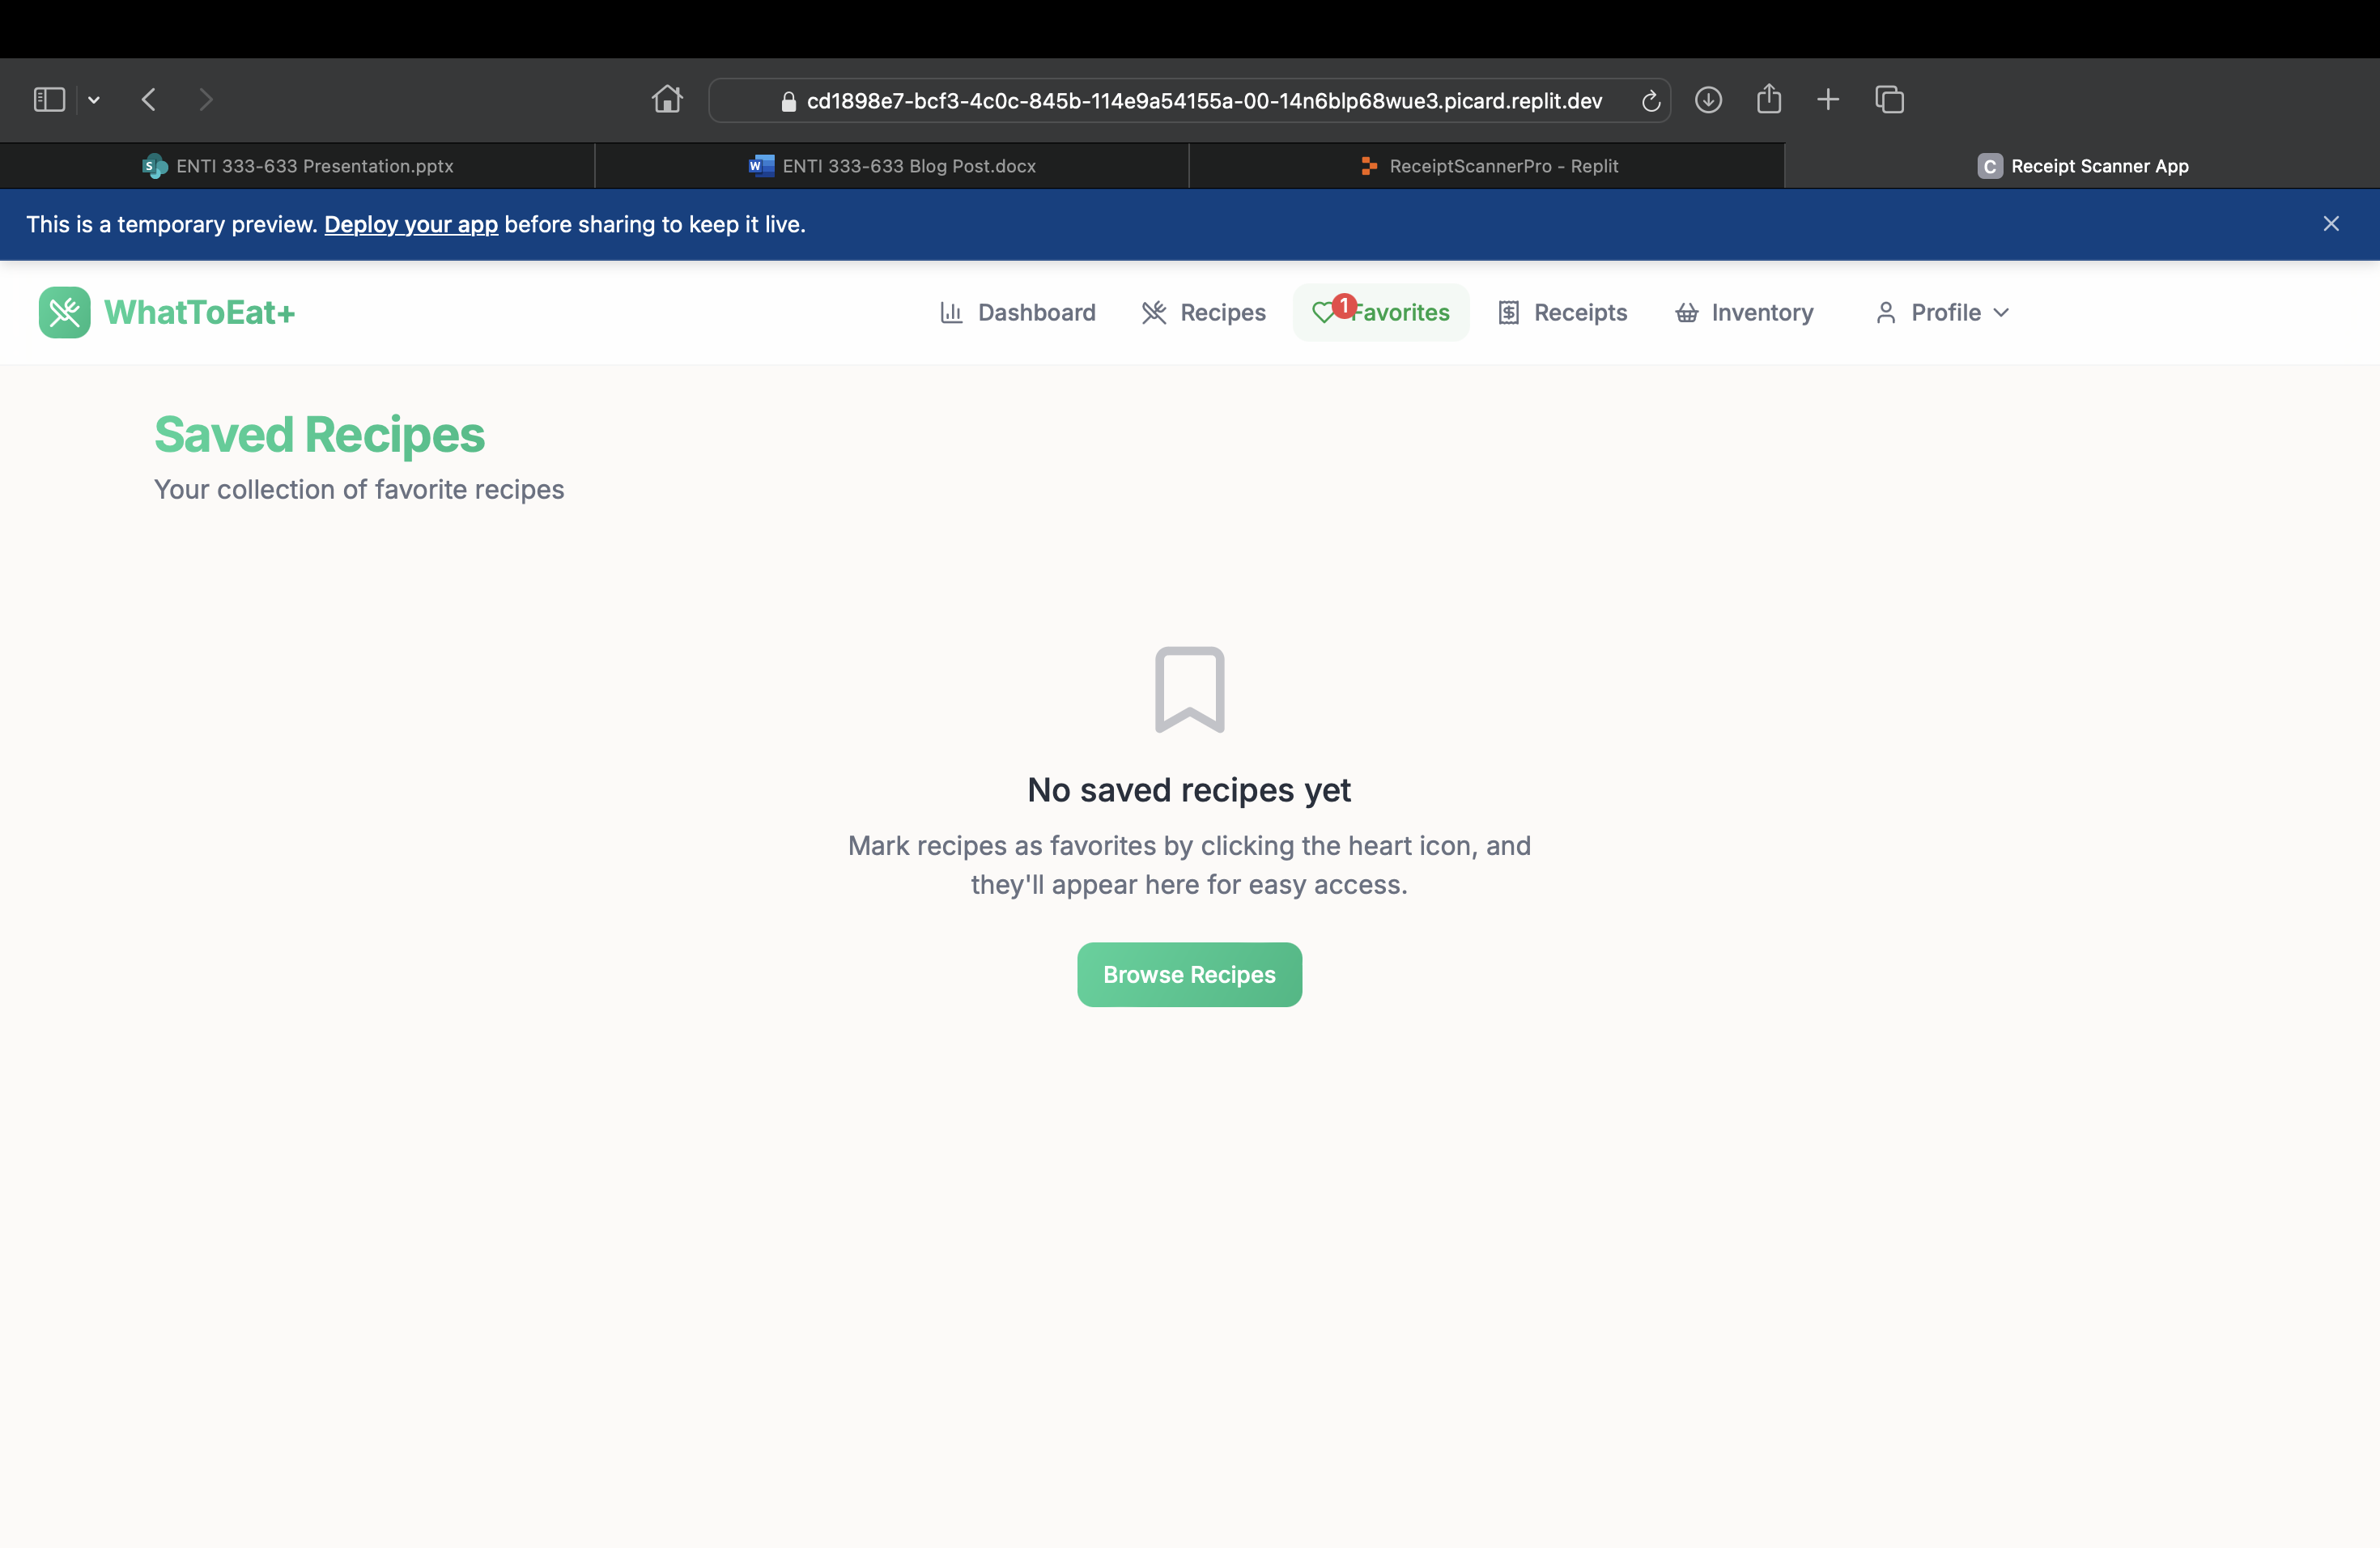 cd1898e7-bcf3-4c0c-845b-114e9a54155a-00-14n6blp68wue3.picard.replit.dev
S ENTI 333-633 Presentation.pptx
W ENTI 333-633 Blog Post.docx
ReceiptScannerPro - Replit
C Receipt Scanner App
This is a temporary preview. Deploy your app before sharing to keep it live.
WhatToEat+
Dashboard
Recipes
1
Favorites
Receipts
Inventory
Profile
Saved Recipes
Your collection of favorite recipes
No saved recipes yet
Mark recipes as favorites by clicking the heart icon, and
they'll appear here for easy access.
Browse Recipes